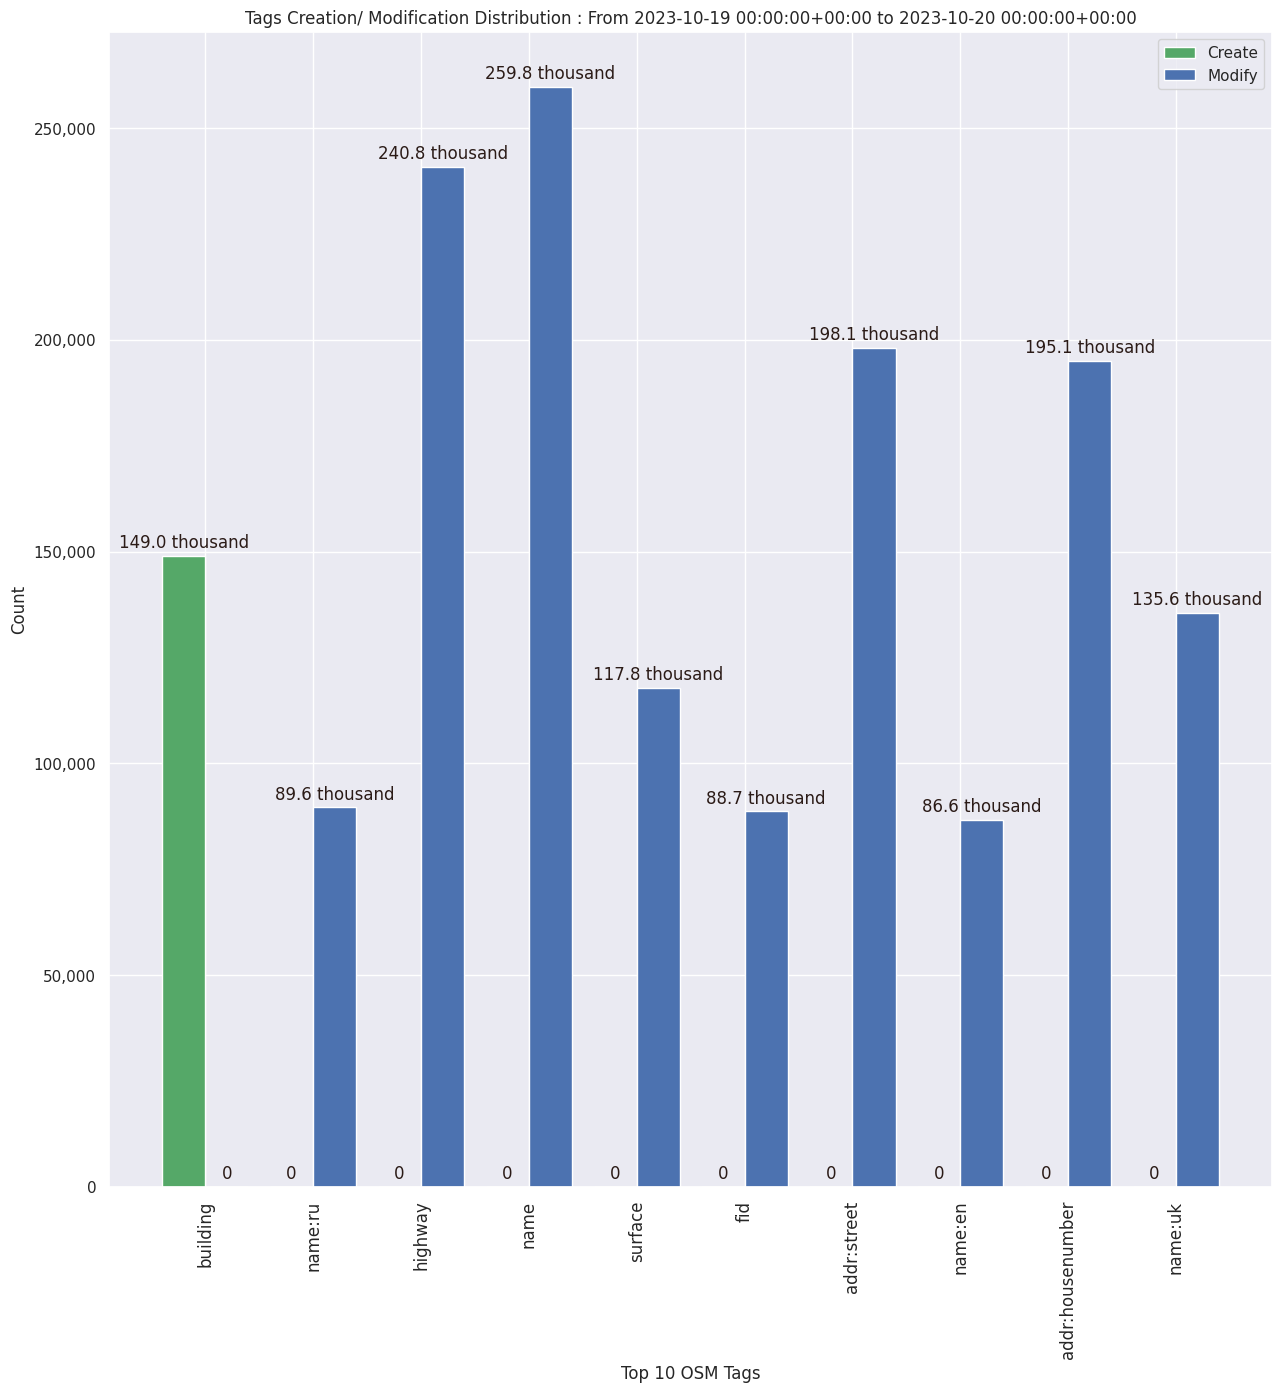 Tags Creation/ Modification Distribution : From 2023-10-19 00:00:00+00:00 to 2023-10-20 00:00:00+00:00
Create
Modify
259.8 thousand
240.8 thousand
198.1 thousand
195.1 thousand
149.0 thousand
135.6 thousand
117.8 thousand
89.6 thousand
88.7 thousand
86.6 thousand
0
0
0
0
0
0
0
0
0
0
250,000
200,000
150,000
100,000
50,000
0
Count
building
name:ru
highway
name
surface
fid
addr:street
name:en
addr:housenumber
name:uk
Top 10 OSM Tags